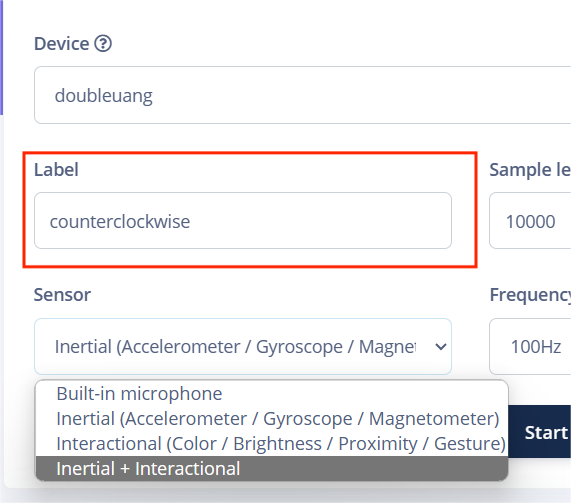 Device ?
doubleuang
Label
Sample le
counterclockwise
10000
Sensor
Frequency
Inertial (Accelerometer / Gyroscope / Magnet
100Hz
Built-in microphone
Inertial (Accelerometer / Gyroscope / Magnetometer)
Interactional (Color / Brightness / Proximity / Gesture)
Start
Inertial + Interactional